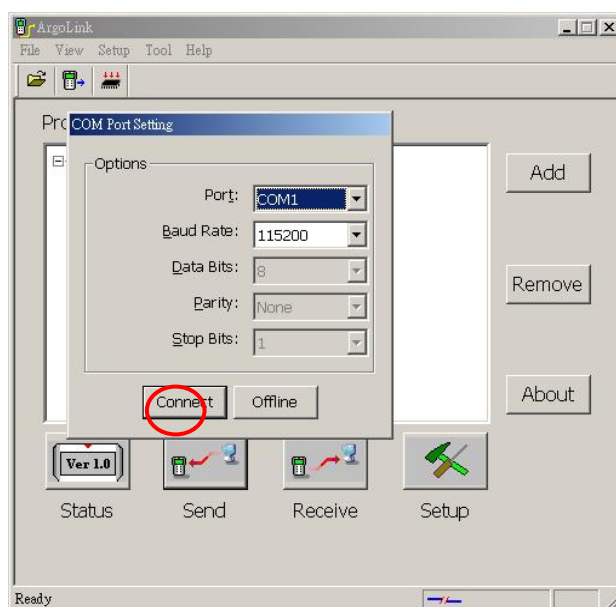 ArgoLink
File View Setup Tool Help
COM Port Setting
Options
Port: COM1
Baud Rate: 115200
Data Bits: 8
Parity: None
Stop Bits: 1
Connect Offline
Add
Remove
About
Ver 1.0
Status Send Receive Setup
Ready